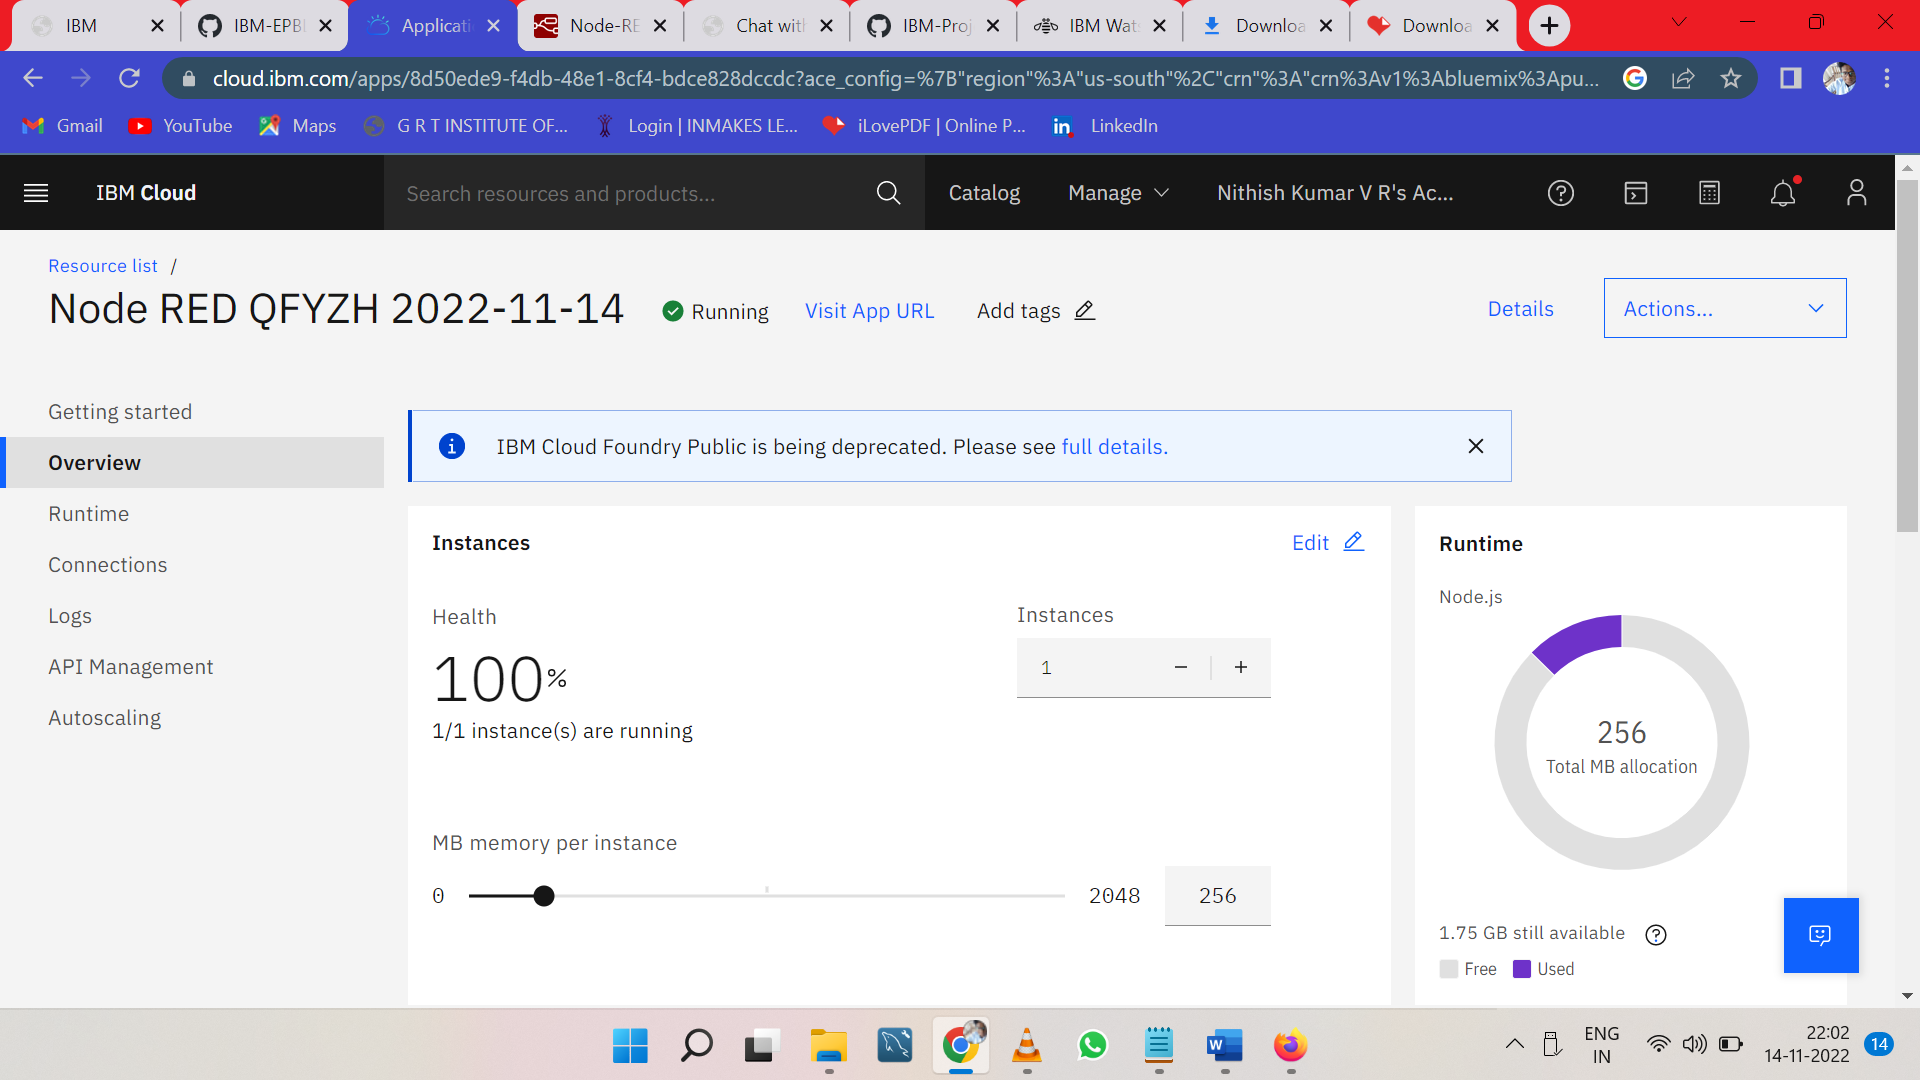 IBM
IBM-EPBI
Applicati
Node-RE
Chat with
IBM-Proj
IBM Wats
Downloa
Downloa
cloud.ibm.com/apps/8d50ede9-f4db-48e1-8cf4-bdce828dccdc?ace_config=%7B"region"%3A"us-south"%2C"crn"%3A"crn%3Av1%3Abluemix%3Apu...
Gmail
YouTube
Maps
G R T INSTITUTE OF...
Login | INMAKES LE...
iLovePDF | Online P...
LinkedIn
IBM Cloud
Search resources and products...
Catalog
Manage
Nithish Kumar V R's Ac...
Resource list /
Node RED QFYZH 2022-11-14
Running
Visit App URL
Add tags
Details
Actions...
Getting started
Overview
Runtime
Connections
Logs
API Management
Autoscaling
IBM Cloud Foundry Public is being deprecated. Please see full details.
Instances
Edit
Health
100%
1/1 instance(s) are running
Instances
1
MB memory per instance
0
2048
256
Runtime
Node.js
256
Total MB allocation
1.75 GB still available
Free
Used
ENG
IN
22:02
14-11-2022
14